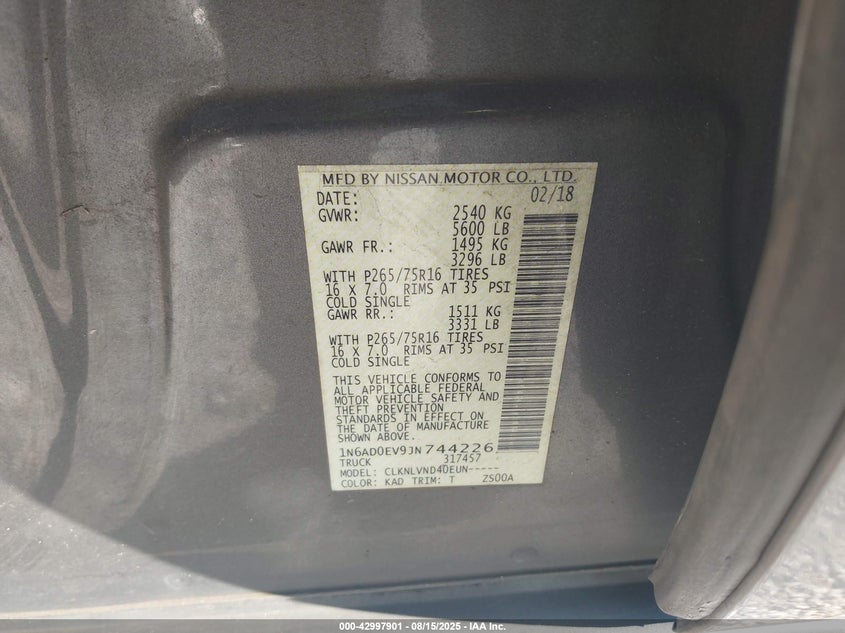 MFD BY NISSAN MOTOR CO., LTD.
DATE: 02/18
GVWR: 2540 KG
5600 LB
GAWR FR.: 1495 KG
3296 LB
WITH P265/75R16 TIRES
16 X 7.0 RIMS AT 35 PSI
COLD SINGLE
GAWR RR.: 1511 KG
3331 LB
WITH P265/75R16 TIRES
16 X 7.0 RIMS AT 35 PSI
COLD SINGLE
THIS VEHICLE CONFORMS TO
ALL APPLICABLE FEDERAL
MOTOR VEHICLE SAFETY AND
THEFT PREVENTION
STANDARDS IN EFFECT ON
THE DATE OF MANUFACTURE
SHOWN ABOVE.
1N6AD0EV9JN744226
TRUCK 317457
MODEL: CLKNLVND40EUN-----
COLOR: KAD TRIM: T ZS00A
000-42997901 - 08/15/2025 - IAA Inc.